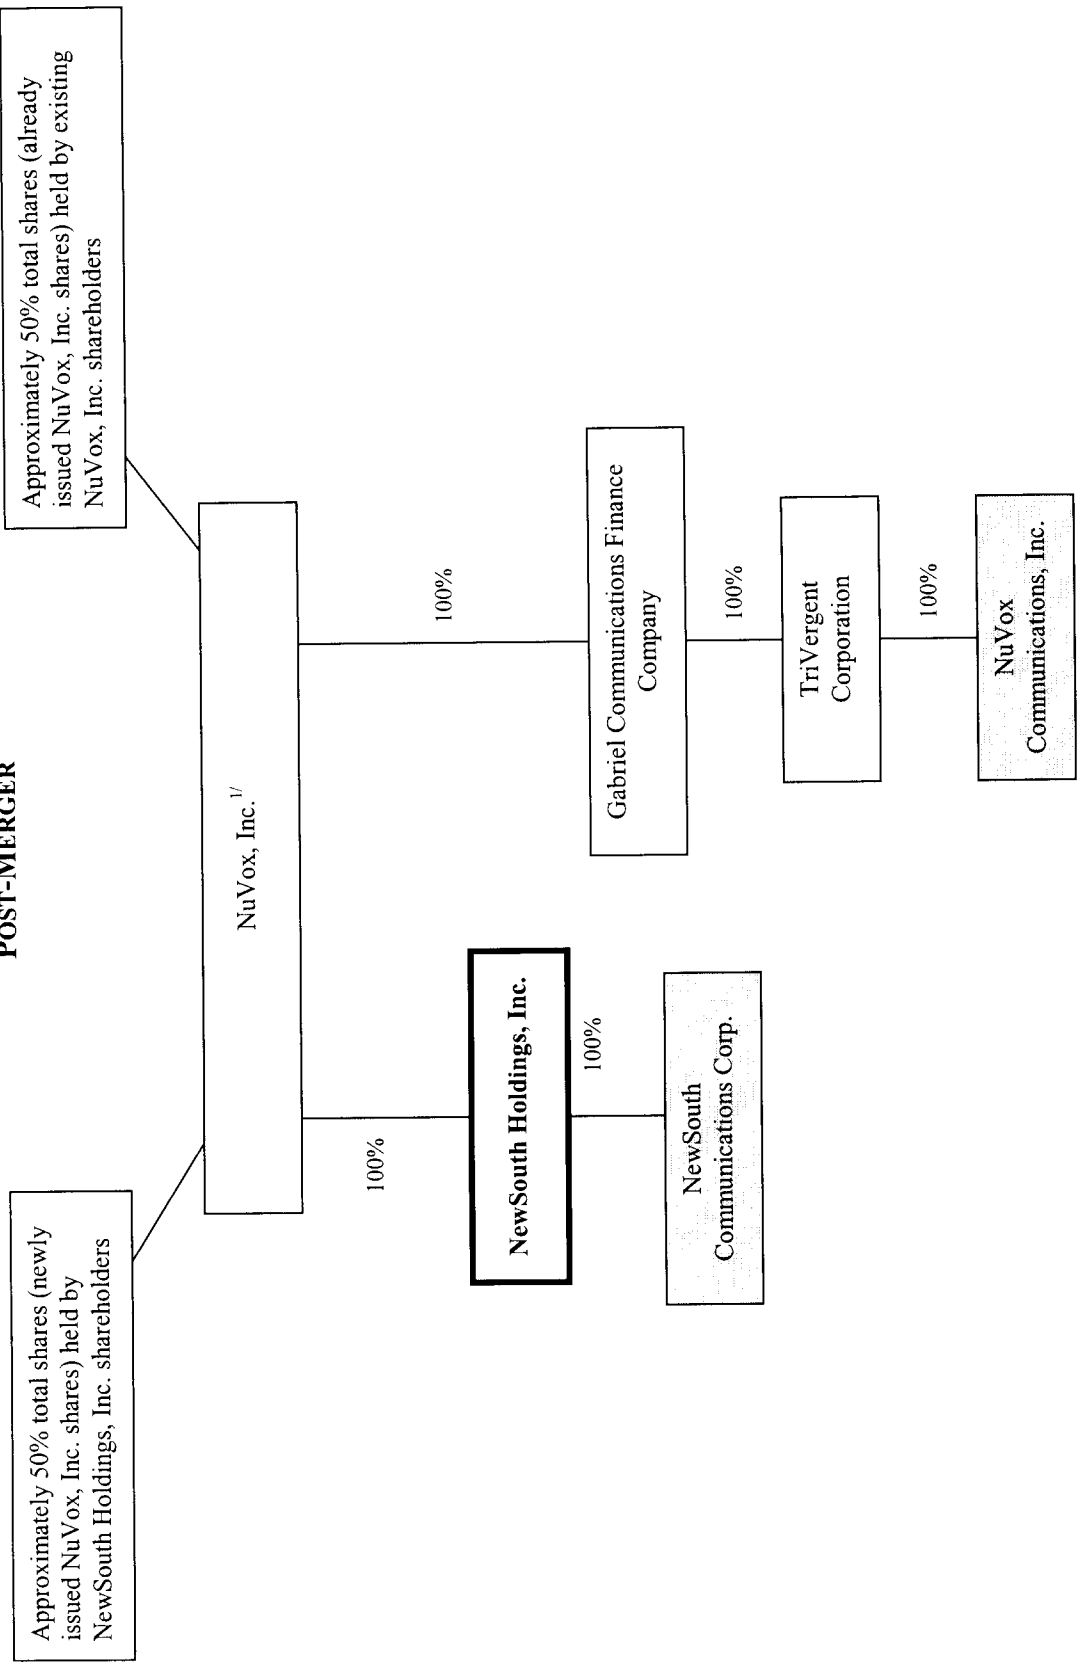 POST-MERGER
Approximately 50% total shares (newly
issued NuVox, Inc. shares) held by
NewSouth Holdings, Inc. shareholders
Approximately 50% total shares (already
issued NuVox, Inc. shares) held by existing
NuVox, Inc. shareholders
NuVox, Inc.1/
100%
100%
NewSouth Holdings, Inc.
100%
NewSouth
Communications Corp.
Gabriel Communications Finance
Company
100%
TriVergent
Corporation
100%
NuVox
Communications, Inc.